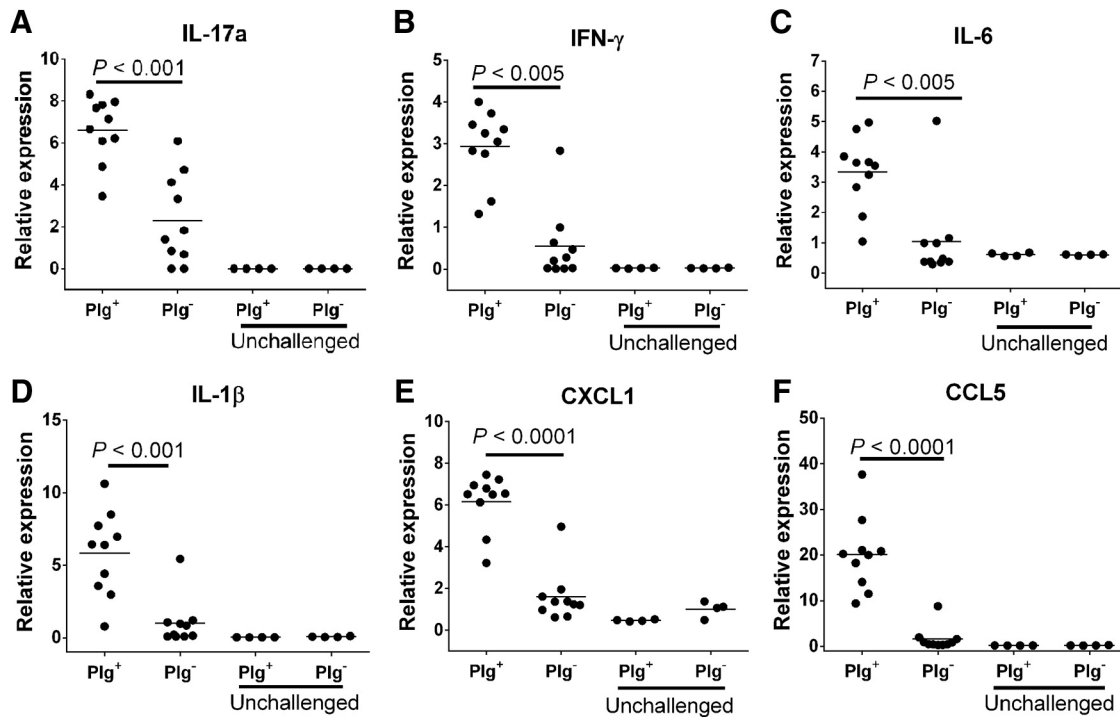 A
IL-17a
P < 0.001
Relative expression
10
8
6
4
2
0
Plg+ Plg- Plg+ Plg-
Unchallenged
B
IFN-γ
P < 0.005
Relative expression
5
4
3
2
1
0
Plg+ Plg- Plg+ Plg-
Unchallenged
C
IL-6
P < 0.005
Relative expression
7
6
5
4
3
2
1
0
Plg+ Plg- Plg+ Plg-
Unchallenged
D
IL-1β
P < 0.001
Relative expression
15
10
5
0
Plg+ Plg- Plg+ Plg-
Unchallenged
E
CXCL1
P < 0.0001
Relative expression
10
8
6
4
2
0
Plg+ Plg- Plg+ Plg-
Unchallenged
F
CCL5
P < 0.0001
Relative expression
50
40
30
20
10
0
Plg+ Plg- Plg+ Plg-
Unchallenged